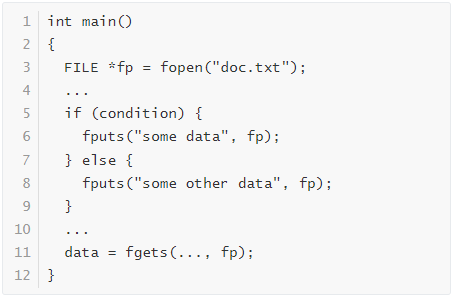 1 int main()
2 {
3   FILE *fp = fopen("doc.txt");
4   ...
5   if (condition) {
6     fputs("some data", fp);
7   } else {
8     fputs("some other data", fp);
9   }
10   ...
11   data = fgets(..., fp);
12 }